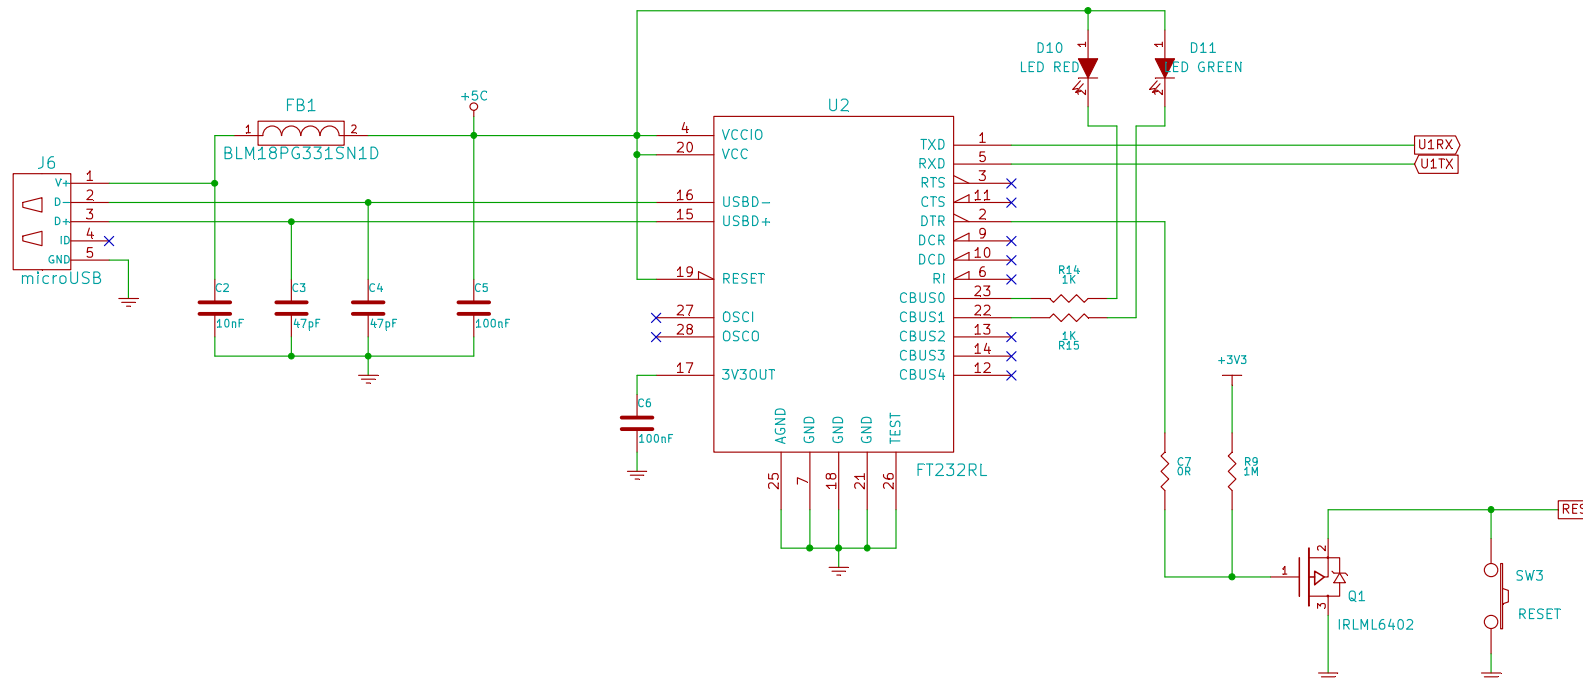 J6
V+ 1
D- 2
D+ 3
ID 4
GND 5
microUSB
FB1
1 2
BLM18PG331SN1D
+5C
C2
10nF
C3
47pF
C4
47pF
C5
100nF
C6
100nF
U2
4 VCCIO
20 VCC
16 USBD-
15 USBD+
19 RESET
27 OSCI
28 OSCO
17 3V3OUT
TXD 1
RXD 5
RTS 3
CTS 11
DTR 2
DCR 9
DCD 10
RI 6
CBUS0 23
CBUS1 22
CBUS2 13
CBUS3 14
CBUS4 12
AGND GND GND GND TEST
25 7 18 21 26
FT232RL
D10
LED RED
1
2
D11
LED GREEN
1
2
U1RX
U1TX
R14
1K
1K
R15
+3V3
C7
0R
R9
1M
1
2
3
Q1
IRLML6402
RES
SW3
RESET